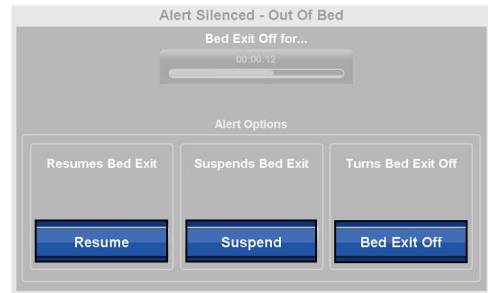 Alert Silenced - Out Of Bed
Bed Exit Off for...
00:00:12
Alert Options
Resumes Bed Exit
Suspends Bed Exit
Turns Bed Exit Off
Resume
Suspend
Bed Exit Off